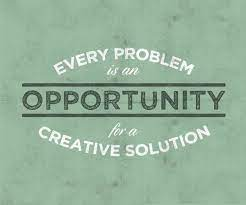 EVERY PROBLEM
is an
OPPORTUNITY
for a
CREATIVE SOLUTION